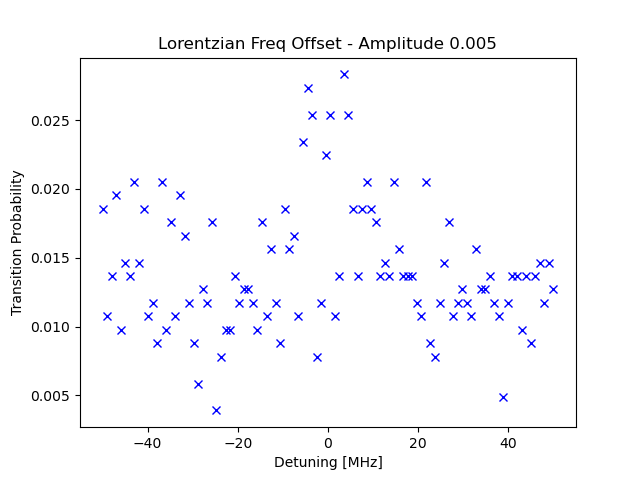 Lorentzian Freq Offset - Amplitude 0.005
Transition Probability
0.025
0.020
0.015
0.010
0.005
−40 −20 0 20 40
Detuning [MHz]